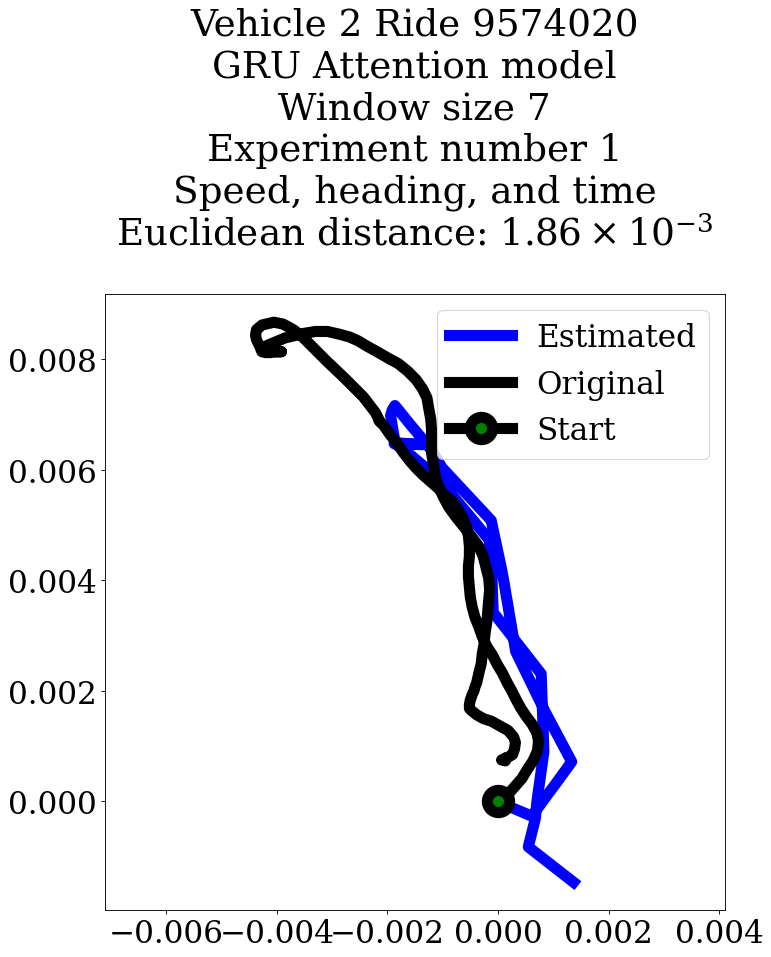 Vehicle 2 Ride 9574020
GRU Attention model
Window size 7
Experiment number 1
Speed, heading, and time
Euclidean distance: 1.86 × 10⁻³
Estimated
Original
Start
0.008
0.006
0.004
0.002
0.000
−0.006 −0.004 −0.002 0.000 0.002 0.004